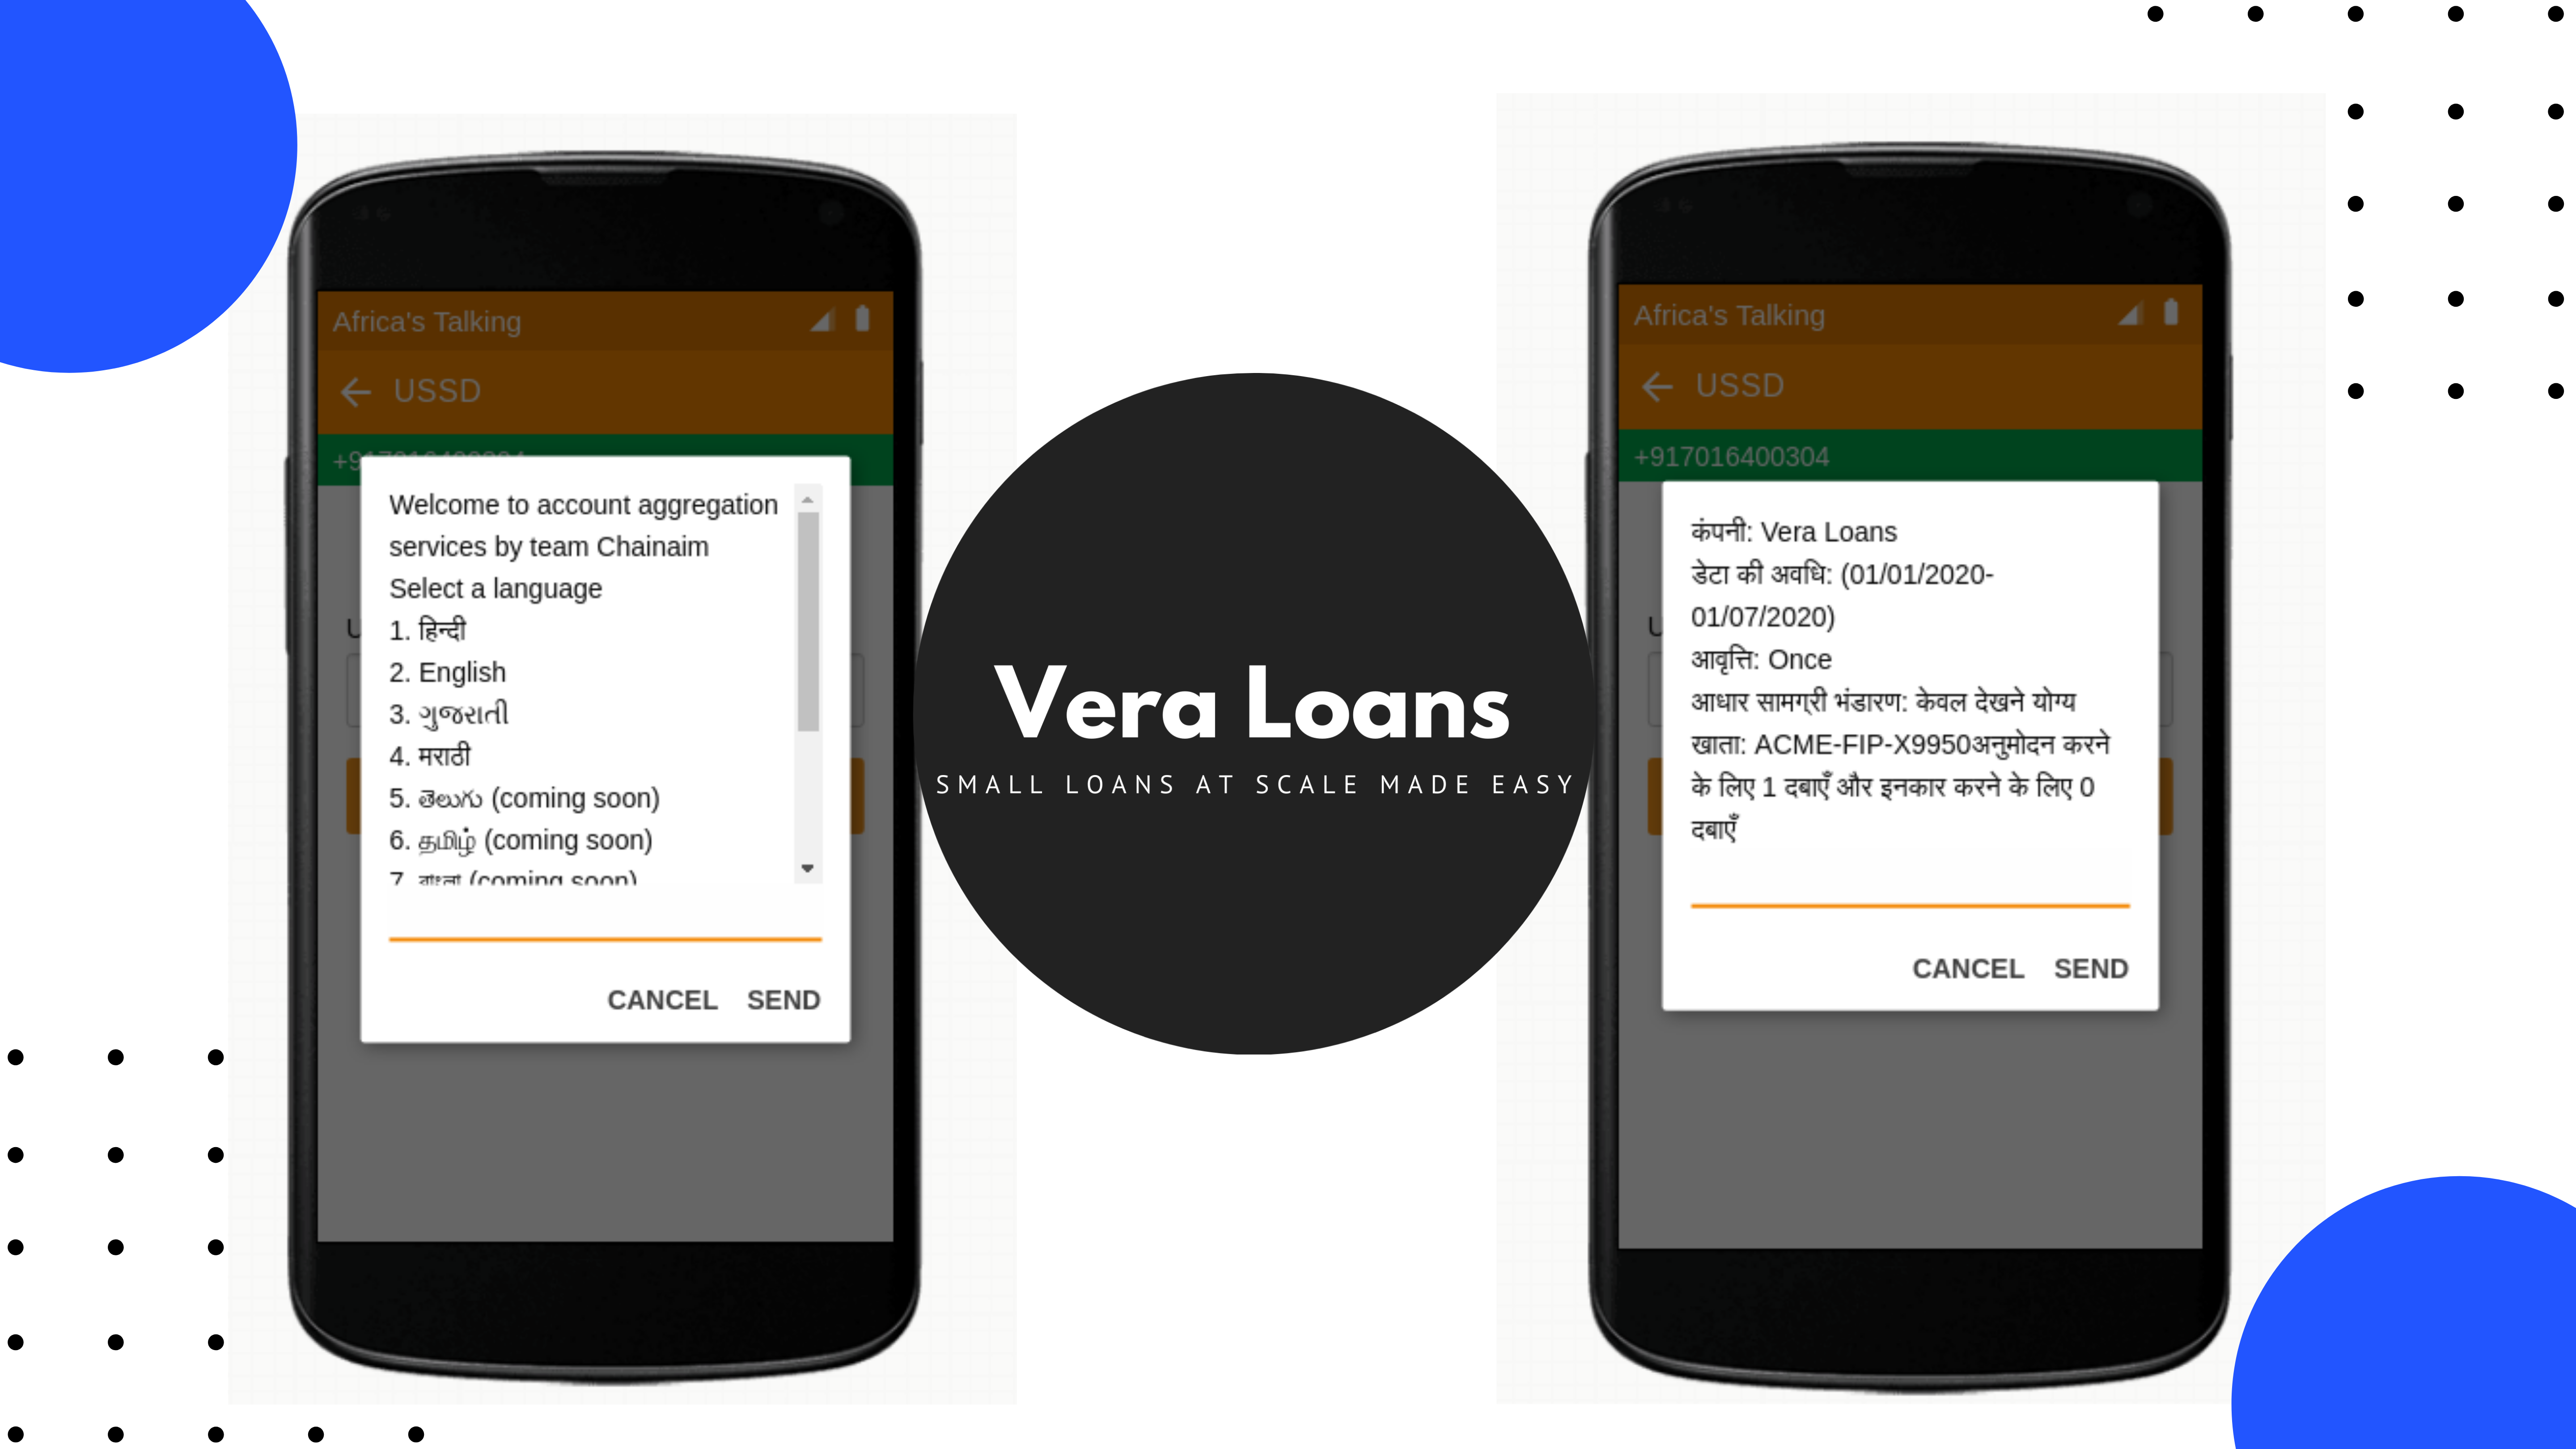 Africa's Talking
USSD
Welcome to account aggregation
services by team Chainaim
Select a language
1. हिन्दी
2. English
3. ગુજરાતી
4. मराठी
5. తెలుగు (coming soon)
6. தமிழ் (coming soon)
7. বাংলা (coming soon)
CANCEL SEND
Vera Loans
SMALL LOANS AT SCALE MADE EASY
Africa's Talking
USSD
+917016400304
कंपनी: Vera Loans
डेटा की अवधि: (01/01/2020-
01/07/2020)
आवृत्ति: Once
आधार सामग्री भंडारण: केवल देखने योग्य
खाता: ACME-FIP-X9950अनुमोदन करने
के लिए 1 दबाएँ और इनकार करने के लिए 0
दबाएँ
CANCEL SEND